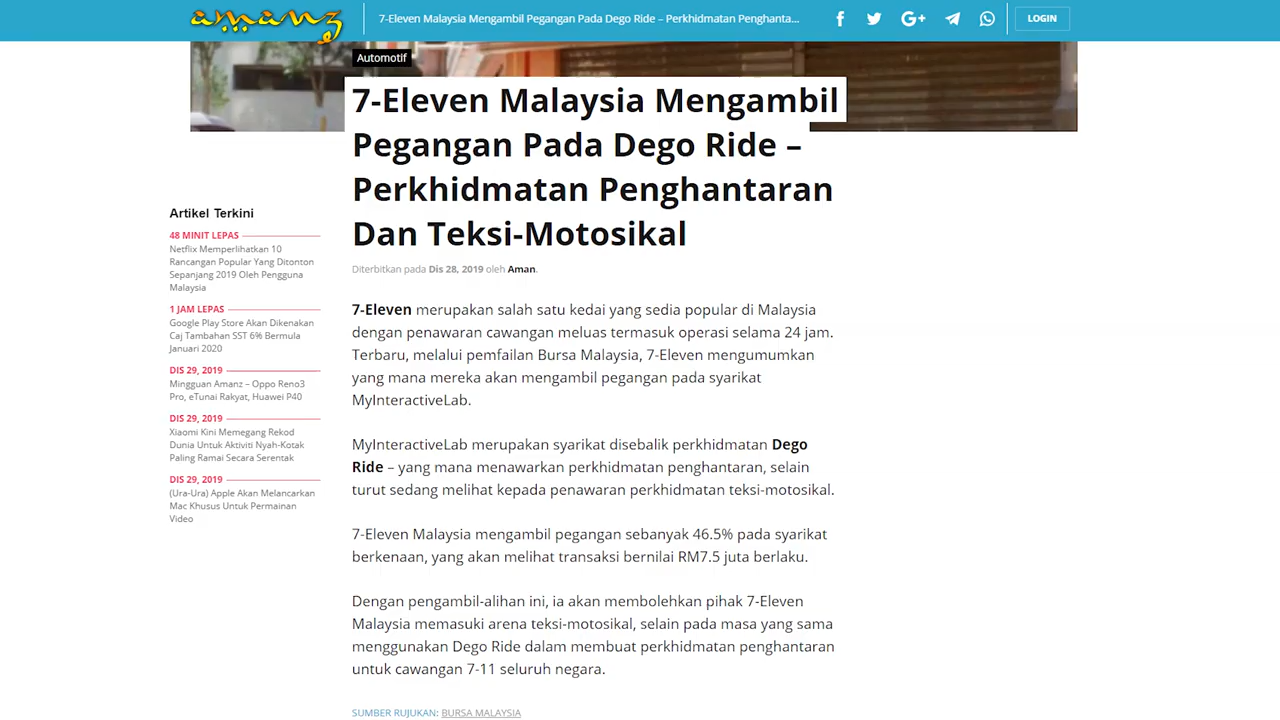 amanz
7-Eleven Malaysia Mengambil Pegangan Pada Dego Ride – Perkhidmatan Penghanta...
LOGIN
Automotif
7-Eleven Malaysia Mengambil
Pegangan Pada Dego Ride –
Perkhidmatan Penghantaran
Dan Teksi-Motosikal
Diterbitkan pada Dis 28, 2019 oleh Aman.
Artikel Terkini
48 MINIT LEPAS
Netflix Memperlihatkan 10
Rancangan Popular Yang Ditonton
Sepanjang 2019 Oleh Pengguna
Malaysia
1 JAM LEPAS
Google Play Store Akan Dikenakan
Caj Tambahan SST 6% Bermula
Januari 2020
DIS 29, 2019
Mingguan Amanz – Oppo Reno3
Pro, eTunai Rakyat, Huawei P40
DIS 29, 2019
Xiaomi Kini Memegang Rekod
Dunia Untuk Aktiviti Nyah-Kotak
Paling Ramai Secara Serentak
DIS 29, 2019
(Ura-Ura) Apple Akan Melancarkan
Mac Khusus Untuk Permainan
Video
7-Eleven merupakan salah satu kedai yang sedia popular di Malaysia
dengan penawaran cawangan meluas termasuk operasi selama 24 jam.
Terbaru, melalui pemfailan Bursa Malaysia, 7-Eleven mengumumkan
yang mana mereka akan mengambil pegangan pada syarikat
MyInteractiveLab.
MyInteractiveLab merupakan syarikat disebalik perkhidmatan Dego
Ride – yang mana menawarkan perkhidmatan penghantaran, selain
turut sedang melihat kepada penawaran perkhidmatan teksi-motosikal.
7-Eleven Malaysia mengambil pegangan sebanyak 46.5% pada syarikat
berkenaan, yang akan melihat transaksi bernilai RM7.5 juta berlaku.
Dengan pengambil-alihan ini, ia akan membolehkan pihak 7-Eleven
Malaysia memasuki arena teksi-motosikal, selain pada masa yang sama
menggunakan Dego Ride dalam membuat perkhidmatan penghantaran
untuk cawangan 7-11 seluruh negara.
SUMBER RUJUKAN: BURSA MALAYSIA